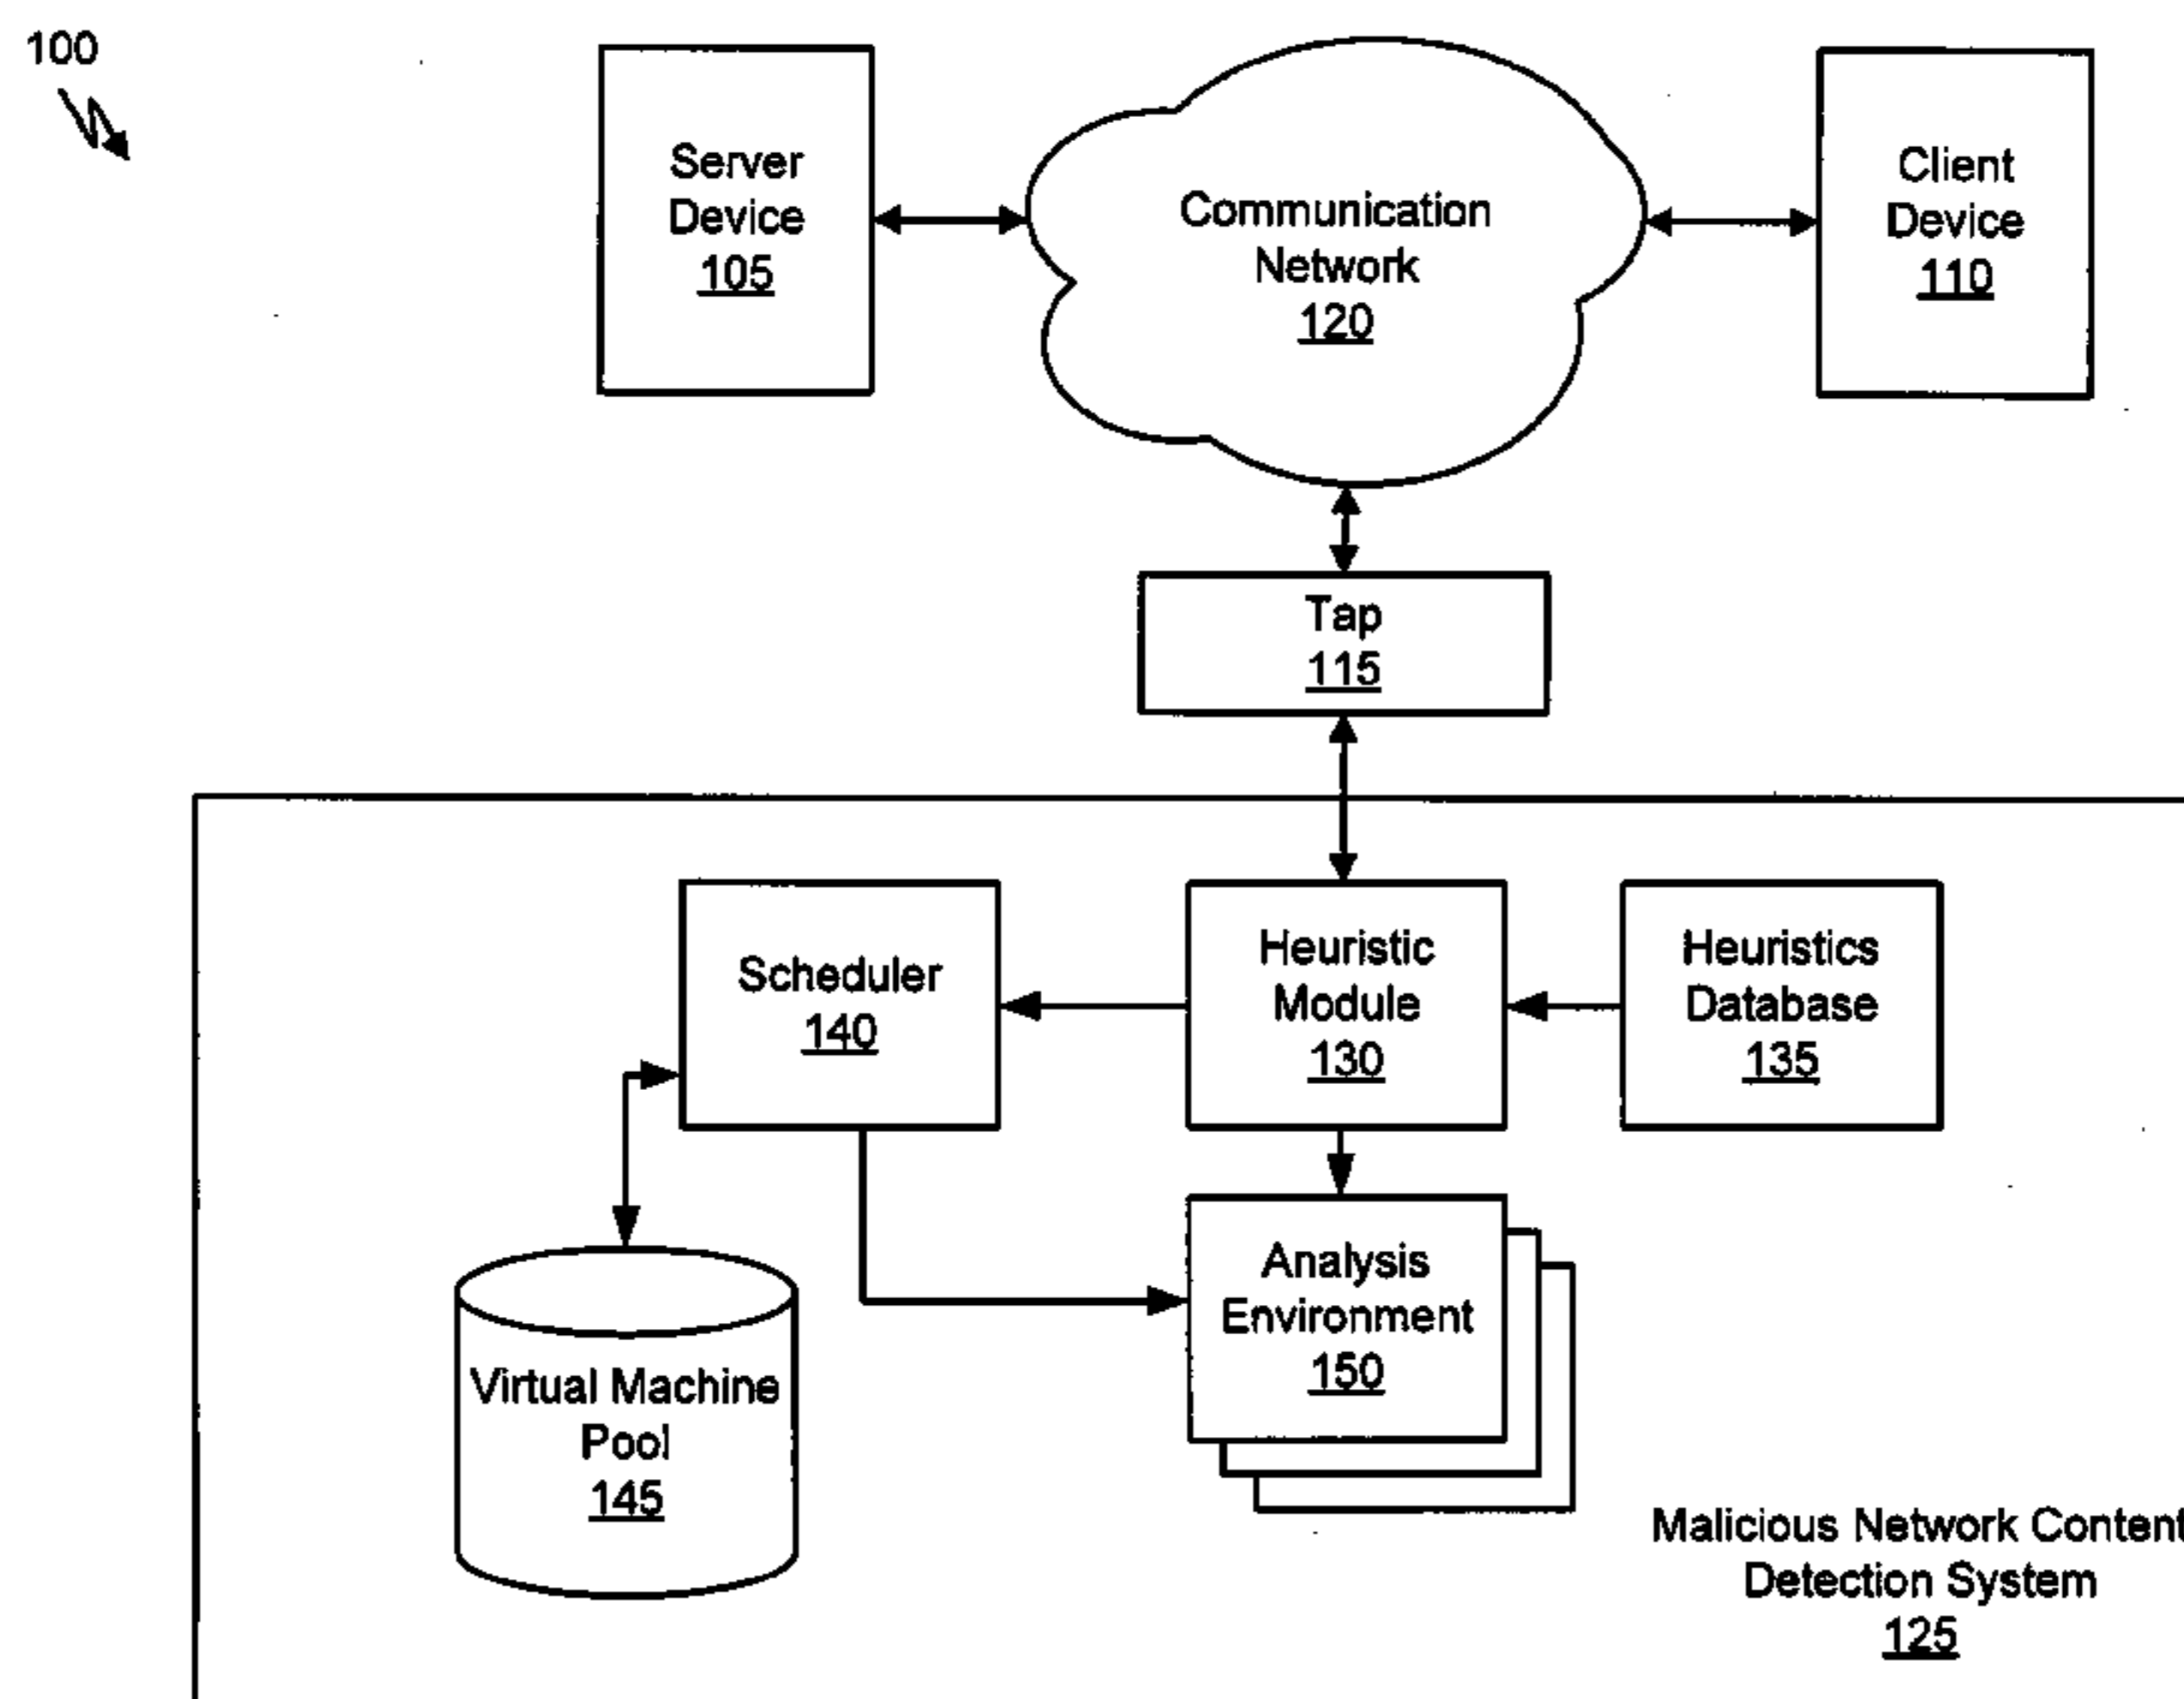 100
Server
Device
105
Communication
Network
120
Client
Device
110
Tap
115
Scheduler
140
Heuristic
Module
130
Heuristics
Database
135
Virtual Machine
Pool
145
Analysis
Environment
150
Malicious Network Content
Detection System
125